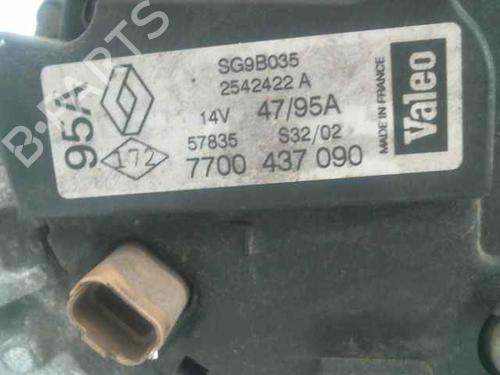 95A
172
SG9B035
2542422 A
14V 47/95A
57835 S32/02
7700 437 090
MADE IN FRANCE
Valeo
B-PARTS